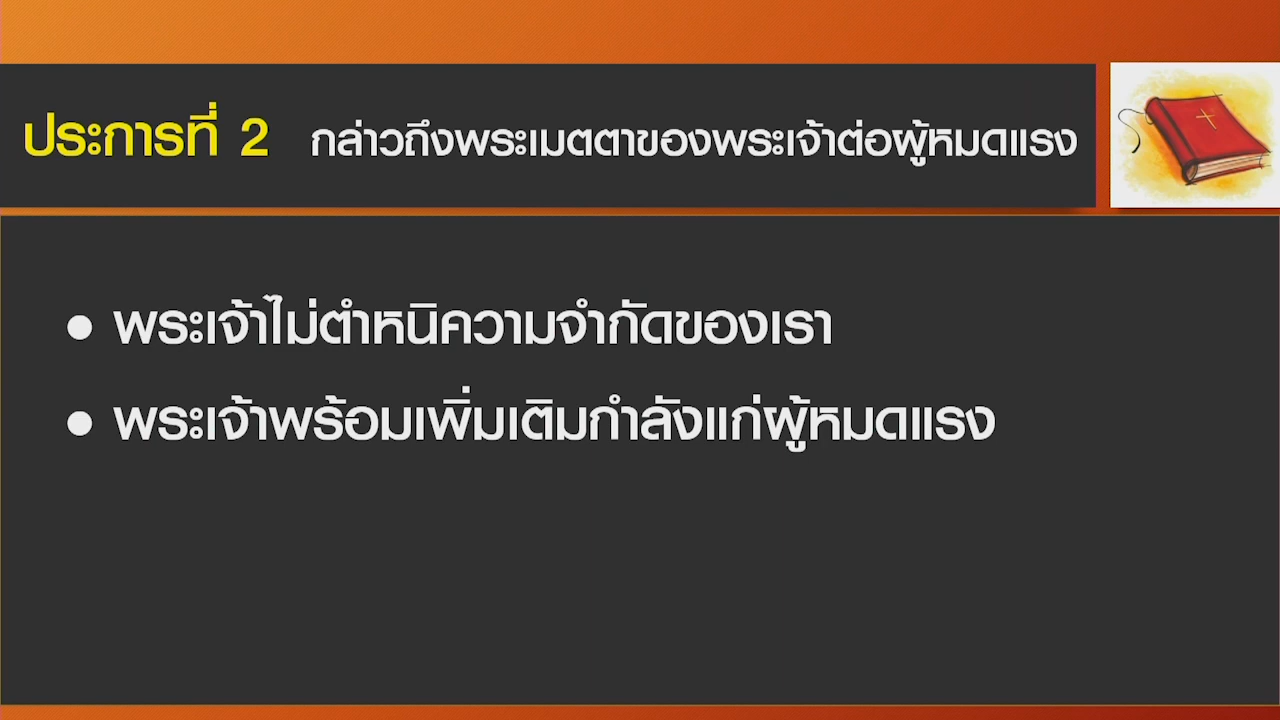 ประการที่ 2 กล่าวถึงพระเมตตาของพระเจ้าต่อผู้หมดแรง
• พระเจ้าไม่ตำหนิความจำกัดของเรา
• พระเจ้าพร้อมเพิ่มเติมกำลังแก่ผู้หมดแรง